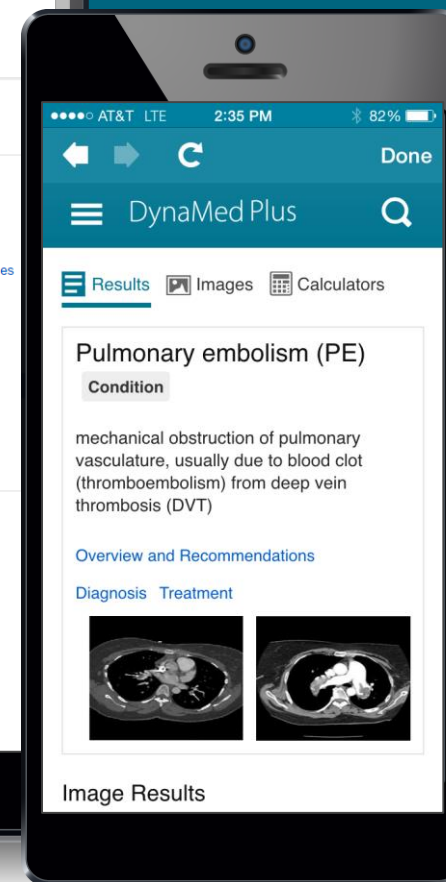 AT&T LTE 2:35 PM 82%
Done
DynaMed Plus
Results Images Calculators
Pulmonary embolism (PE)
Condition
mechanical obstruction of pulmonary
vasculature, usually due to blood clot
(thromboembolism) from deep vein
thrombosis (DVT)
Overview and Recommendations
Diagnosis Treatment
Image Results
es